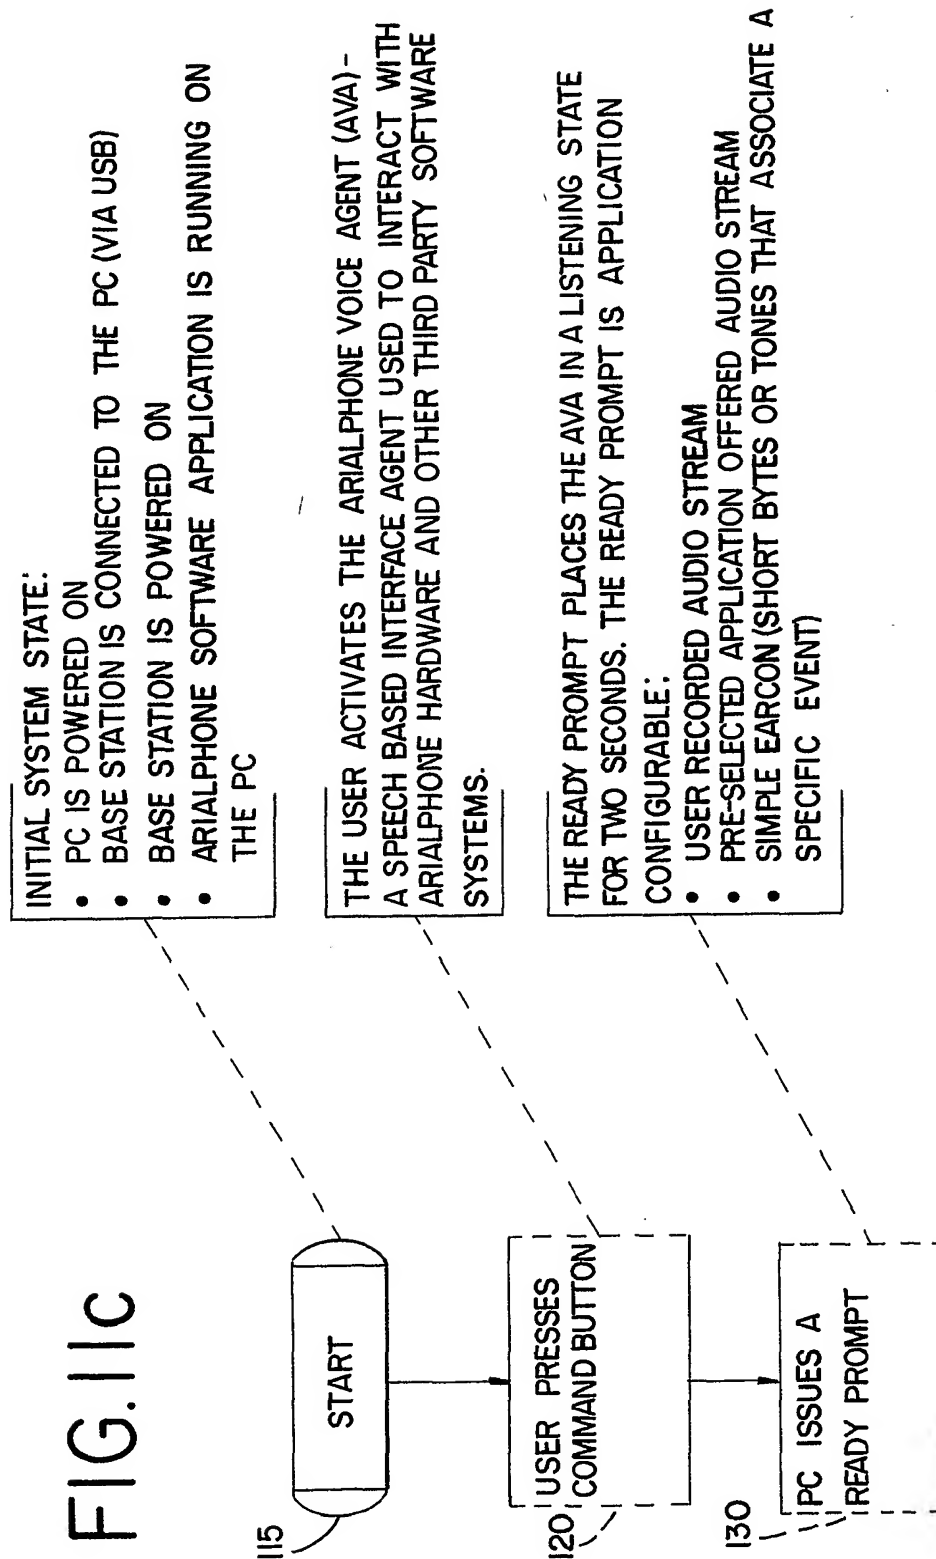 FIG.11c
115
START
INITIAL SYSTEM STATE:
• PC IS POWERED ON
• BASE STATION IS CONNECTED TO THE PC (VIA USB)
• BASE STATION IS POWERED ON
• ARIALPHONE SOFTWARE APPLICATION IS RUNNING ON
THE PC
120
USER PRESSES
COMMAND BUTTON
THE USER ACTIVATES THE ARIALPHONE VOICE AGENT (AVA)-
A SPEECH BASED INTERFACE AGENT USED TO INTERACT WITH
ARIALPHONE HARDWARE AND OTHER THIRD PARTY SOFTWARE
SYSTEMS.
130
PC ISSUES A
READY PROMPT
THE READY PROMPT PLACES THE AVA IN A LISTENING STATE
FOR TWO SECONDS. THE READY PROMPT IS APPLICATION
CONFIGURABLE:
• USER RECORDED AUDIO STREAM
• PRE-SELECTED APPLICATION OFFERED AUDIO STREAM
• SIMPLE EARCON (SHORT BYTES OR TONES THAT ASSOCIATE A
SPECIFIC EVENT)